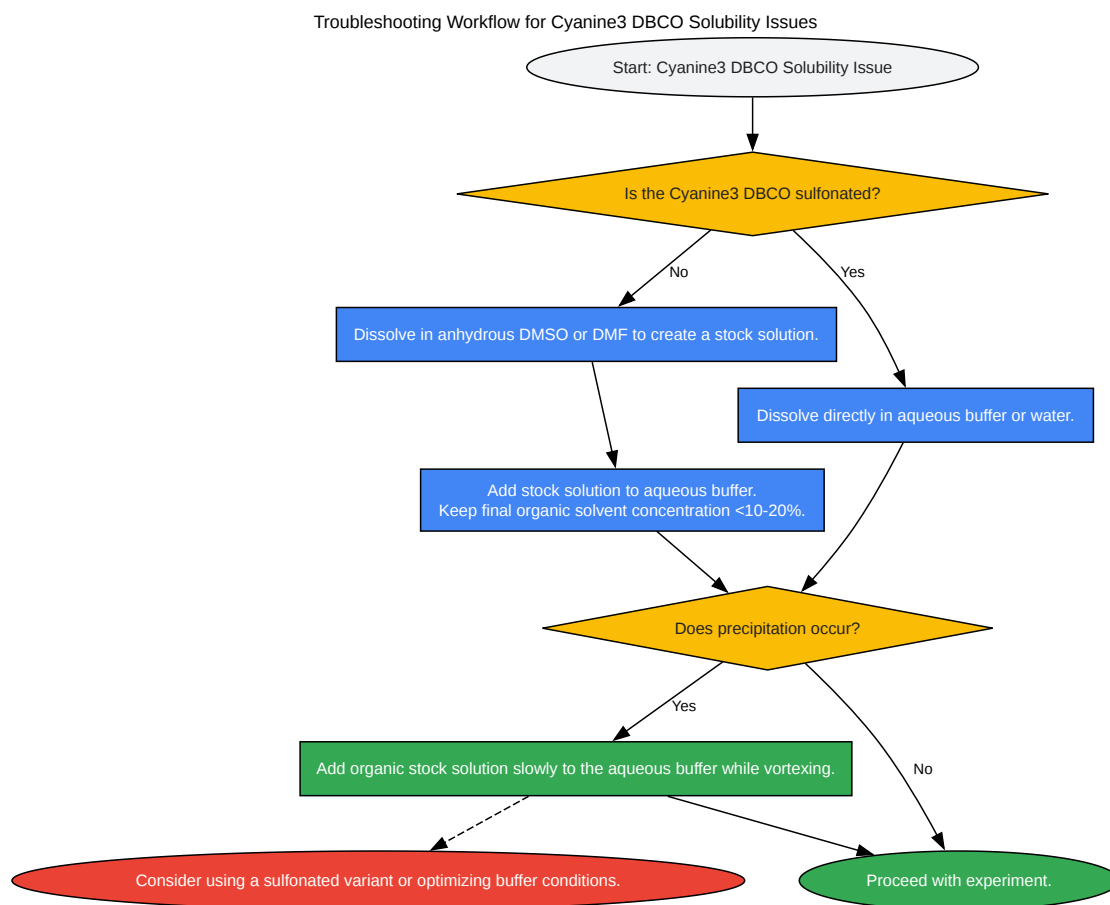 Troubleshooting Workflow for Cyanine3 DBCO Solubility Issues
Start: Cyanine3 DBCO Solubility Issue
Is the Cyanine3 DBCO sulfonated?
No
Yes
Dissolve in anhydrous DMSO or DMF to create a stock solution.
Dissolve directly in aqueous buffer or water.
Add stock solution to aqueous buffer.
Keep final organic solvent concentration <10-20%.
Does precipitation occur?
Yes
No
Add organic stock solution slowly to the aqueous buffer while vortexing.
Consider using a sulfonated variant or optimizing buffer conditions.
Proceed with experiment.